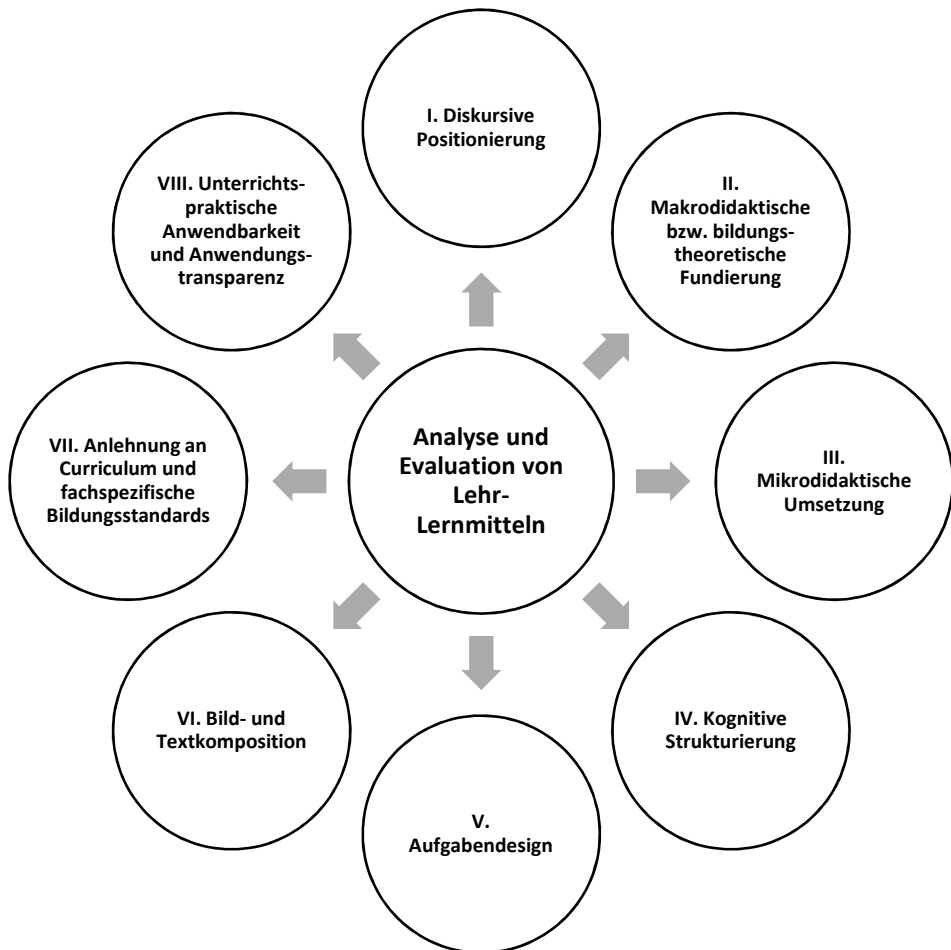 I. Diskursive
Positionierung
II.
Makrodidaktische
bzw. bildungs-
theoretische
Fundierung
III.
Mikrodidaktische
Umsetzung
IV. Kognitive
Strukturierung
V.
Aufgabendesign
VI. Bild- und
Textkomposition
VII. Anlehnung an
Curriculum und
fachspezifische
Bildungsstandards
VIII. Unterrichts-
praktische
Anwendbarkeit
und Anwendungs-
transparenz
Analyse und
Evaluation von
Lehr-
Lernmitteln